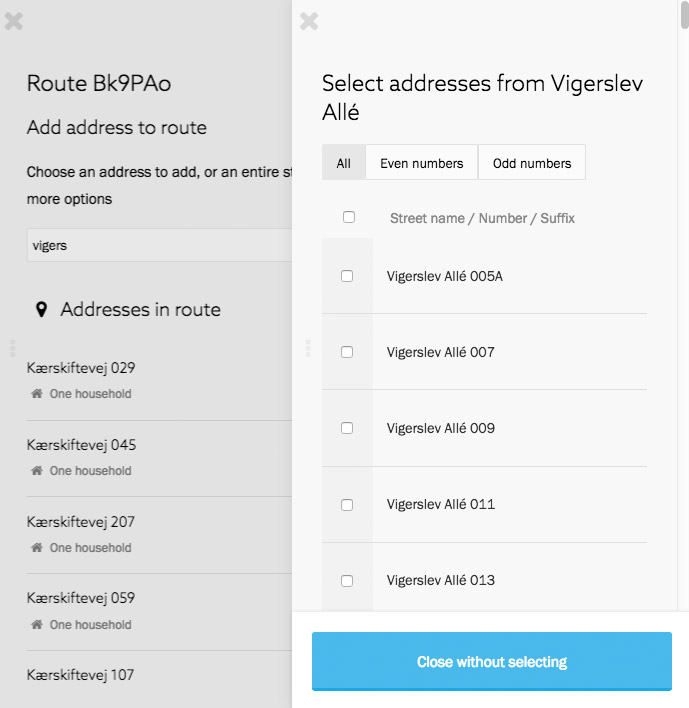 Route Bk9PAo
Add address to route
Choose an address to add, or an entire st
more options
vigers
Addresses in route
Kærskiftevej 029
One household
Kærskiftevej 045
One household
Kærskiftevej 207
One household
Kærskiftevej 059
One household
Kærskiftevej 107
Select addresses from Vigerslev
Allé
All Even numbers Odd numbers
Street name / Number / Suffix
Vigerslev Allé 005A
Vigerslev Allé 007
Vigerslev Allé 009
Vigerslev Allé 011
Vigerslev Allé 013
Close without selecting